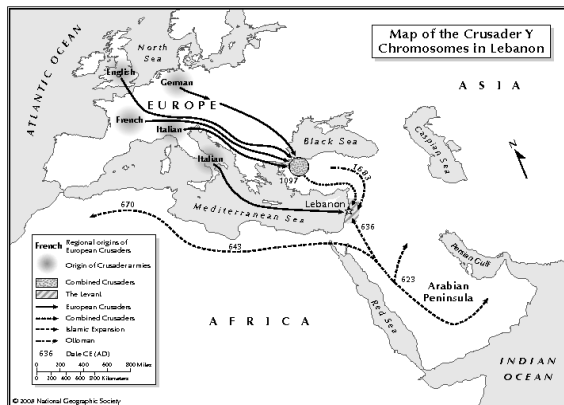 Map of the Crusader Y
Chromosomes in Lebanon
ATLANTIC OCEAN
North
Sea
English
German
EUROPE
French
Italian
Italian
Black Sea
Caspian Sea
ASIA
N
1097
1683
Lebanon
Mediterranean Sea
670
643
636
623
Persian Gulf
Arabian
Peninsula
Red Sea
AFRICA
INDIAN
OCEAN
French Regional origins of
European Crusaders
Origin of Crusader armies
Combined Crusaders
The Levant
European Crusaders
Combined Crusaders
Islamic Expansion
Ottoman
636 Date CE (AD)
0 200 400 600 800 Miles
0 200 400 600 800 Kilometers
© 2008 National Geographic Society